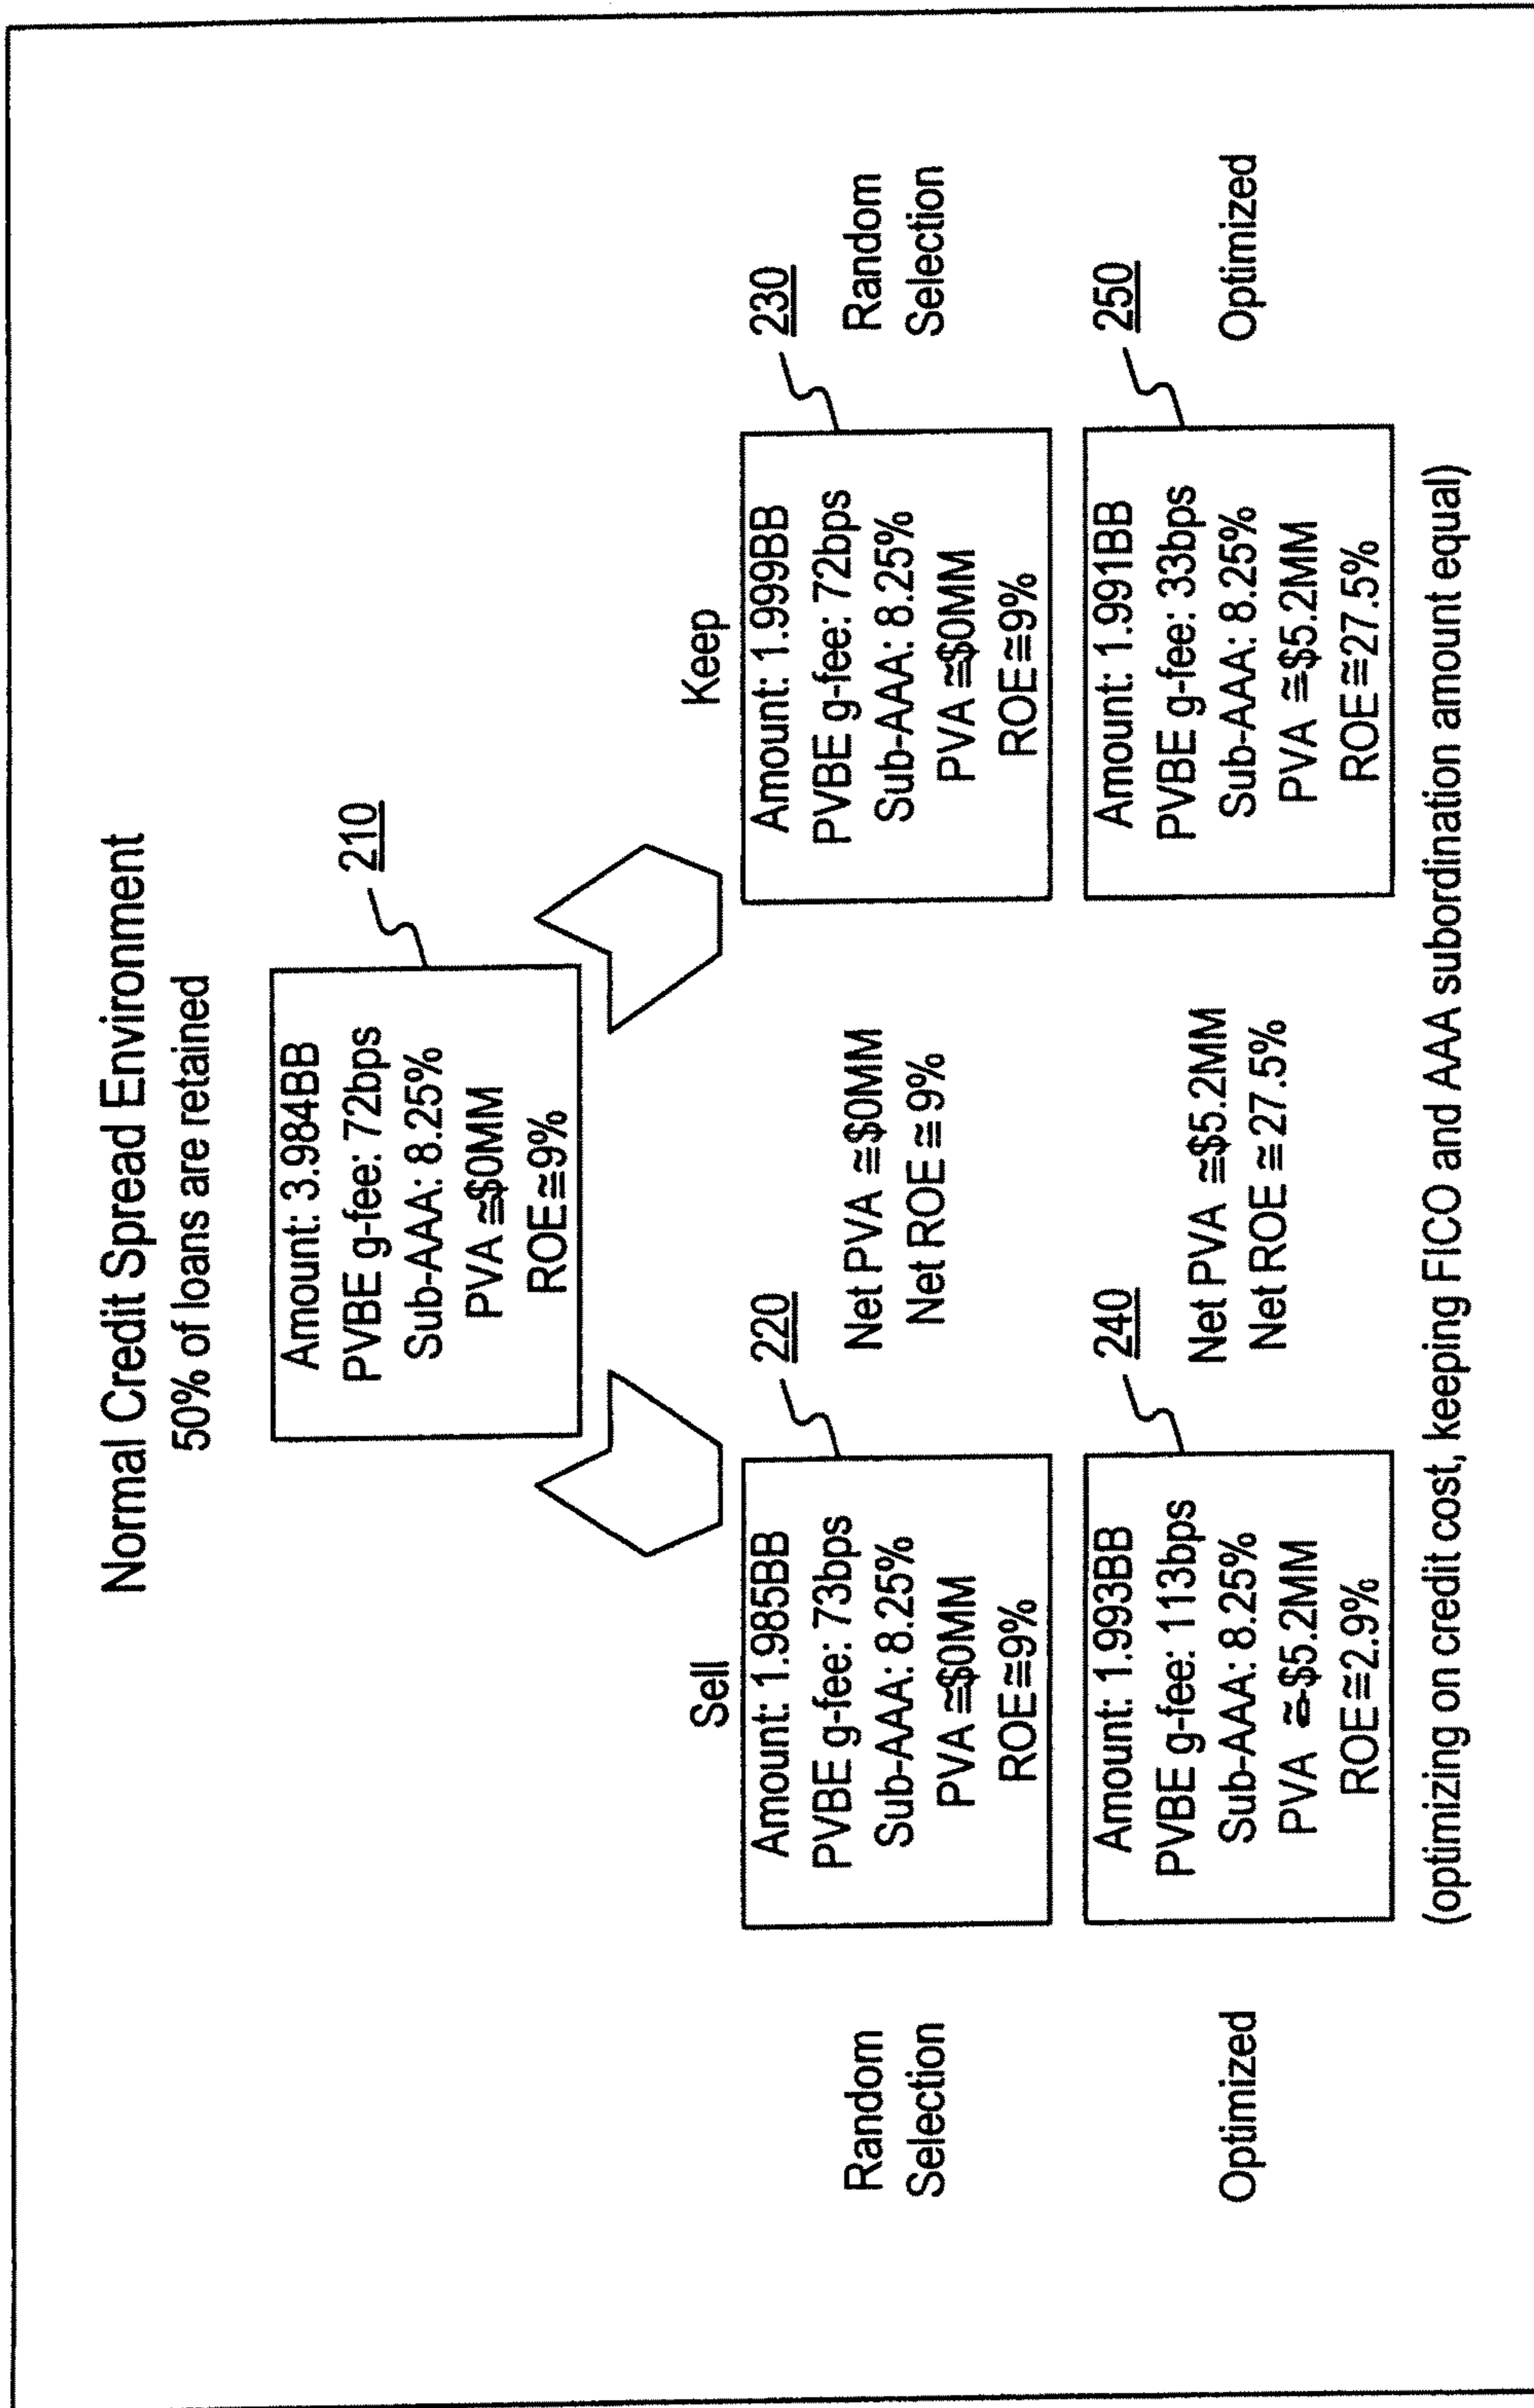 Normal Credit Spread Environment
50% of loans are retained
210
Amount: 3.984BB
PVBE g-fee: 72bps
Sub-AAA: 8.25%
PVA ≅$0MM
ROE≅9%
Sell
Keep
Random
Selection
220
Amount: 1.985BB
PVBE g-fee: 73bps
Sub-AAA: 8.25%
PVA ≅$0MM
ROE≅9%
Net PVA ≅$0MM
Net ROE ≅ 9%
230
Amount: 1.999BB
PVBE g-fee: 72bps
Sub-AAA: 8.25%
PVA ≅$0MM
ROE≅9%
Random
Selection
Optimized
240
Amount: 1.993BB
PVBE g-fee: 113bps
Sub-AAA: 8.25%
PVA ≅-$5.2MM
ROE≅2.9%
Net PVA ≅$5.2MM
Net ROE ≅ 27.5%
250
Amount: 1.991BB
PVBE g-fee: 33bps
Sub-AAA: 8.25%
PVA ≅$5.2MM
ROE≅27.5%
Optimized
(optimizing on credit cost, keeping FICO and AAA subordination amount equal)